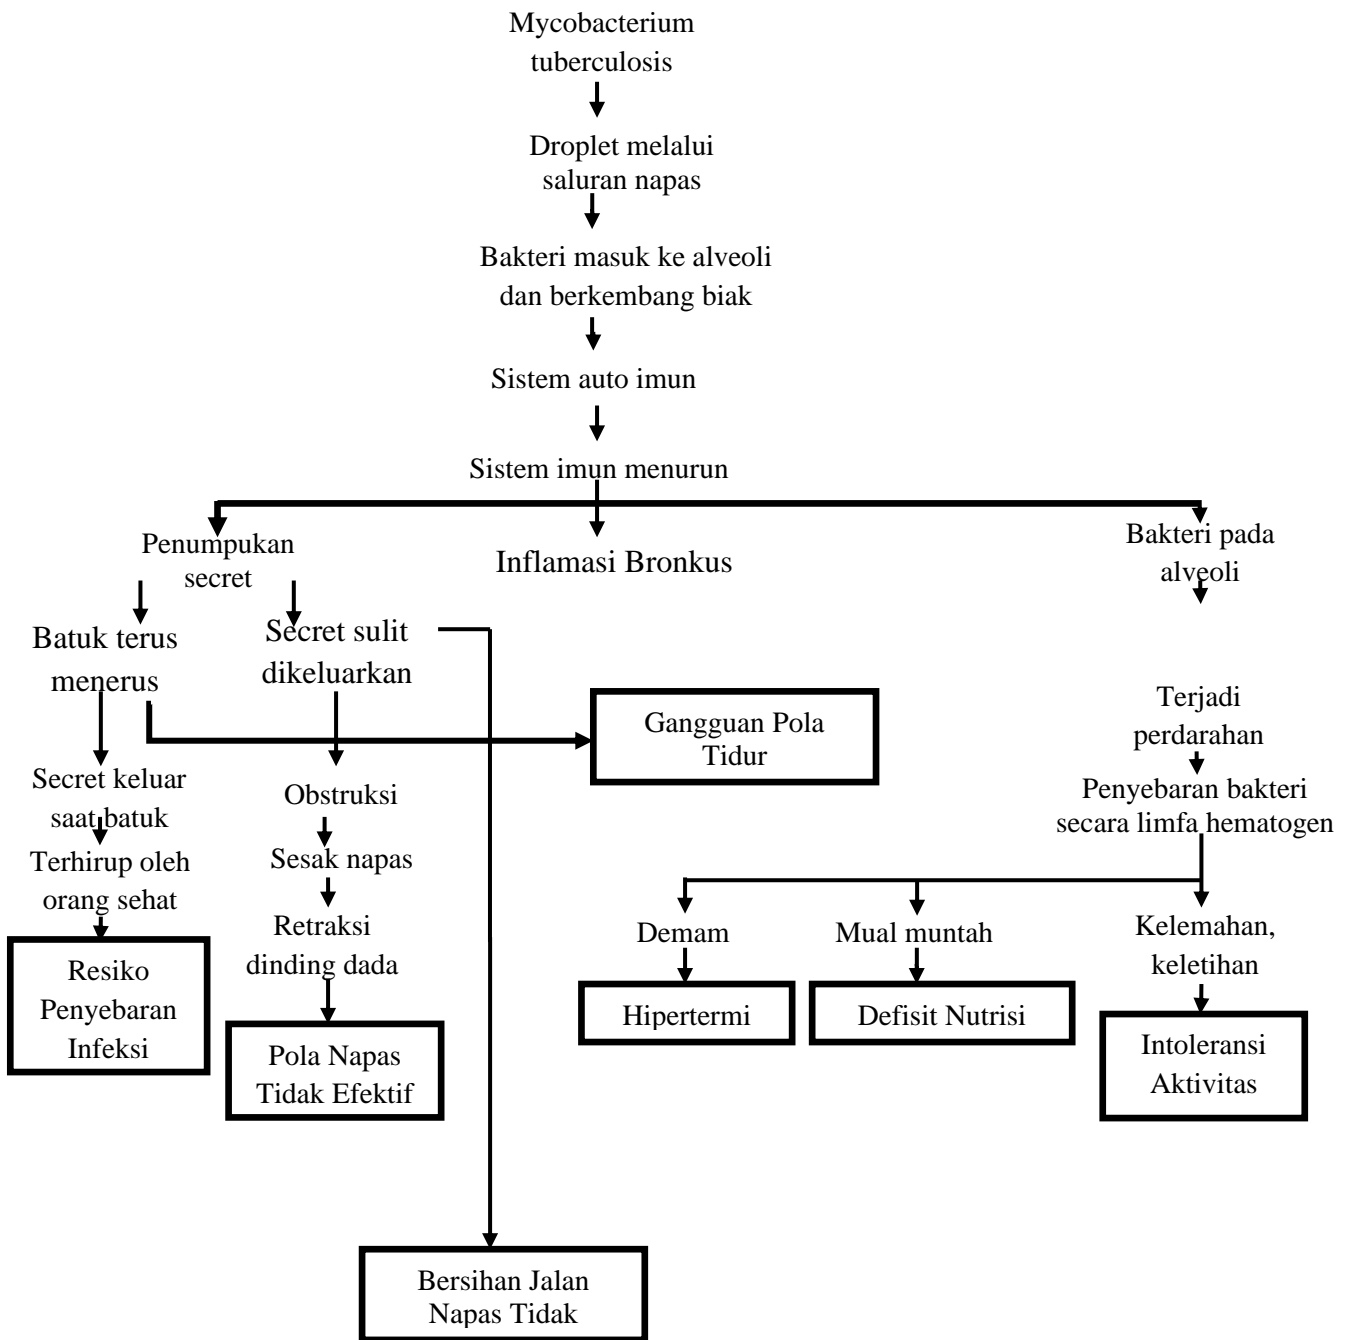 Mycobacterium
tuberculosis
Droplet melalui
saluran napas
Bakteri masuk ke alveoli
dan berkembang biak
Sistem auto imun
Sistem imun menurun
Penumpukan
secret
Inflamasi Bronkus
Bakteri pada
alveoli
Batuk terus
menerus
Secret sulit
dikeluarkan
Gangguan Pola
Tidur
Terjadi
perdarahan
Secret keluar
saat batuk
Obstruksi
Penyebaran bakteri
secara limfa hematogen
Terhirup oleh
orang sehat
Sesak napas
Retraksi
dinding dada
Demam
Mual muntah
Kelemahan,
keletihan
Resiko
Penyebaran
Infeksi
Pola Napas
Tidak Efektif
Hipertermi
Defisit Nutrisi
Intoleransi
Aktivitas
Bersihan Jalan
Napas Tidak